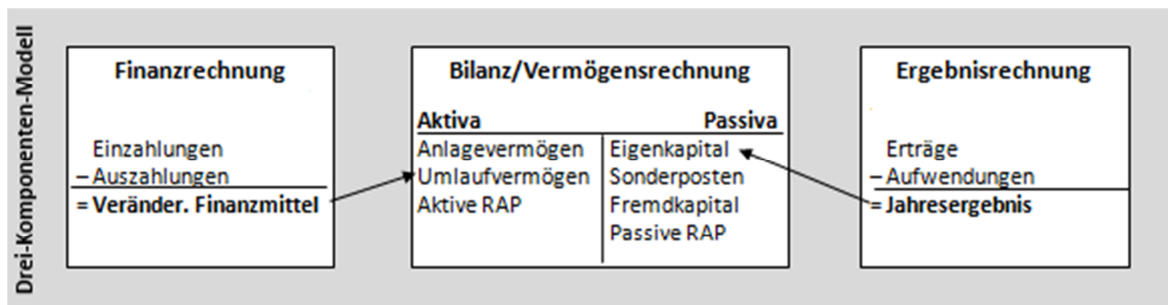 Drei-Komponenten-Modell
Finanzrechnung
Einzahlungen
– Auszahlungen
= Veränder. Finanzmittel
Bilanz/Vermögensrechnung
Aktiva Passiva
Anlagevermögen Eigenkapital
Umlaufvermögen Sonderposten
Aktive RAP Fremdkapital
Passive RAP
Ergebnisrechnung
Erträge
– Aufwendungen
= Jahresergebnis